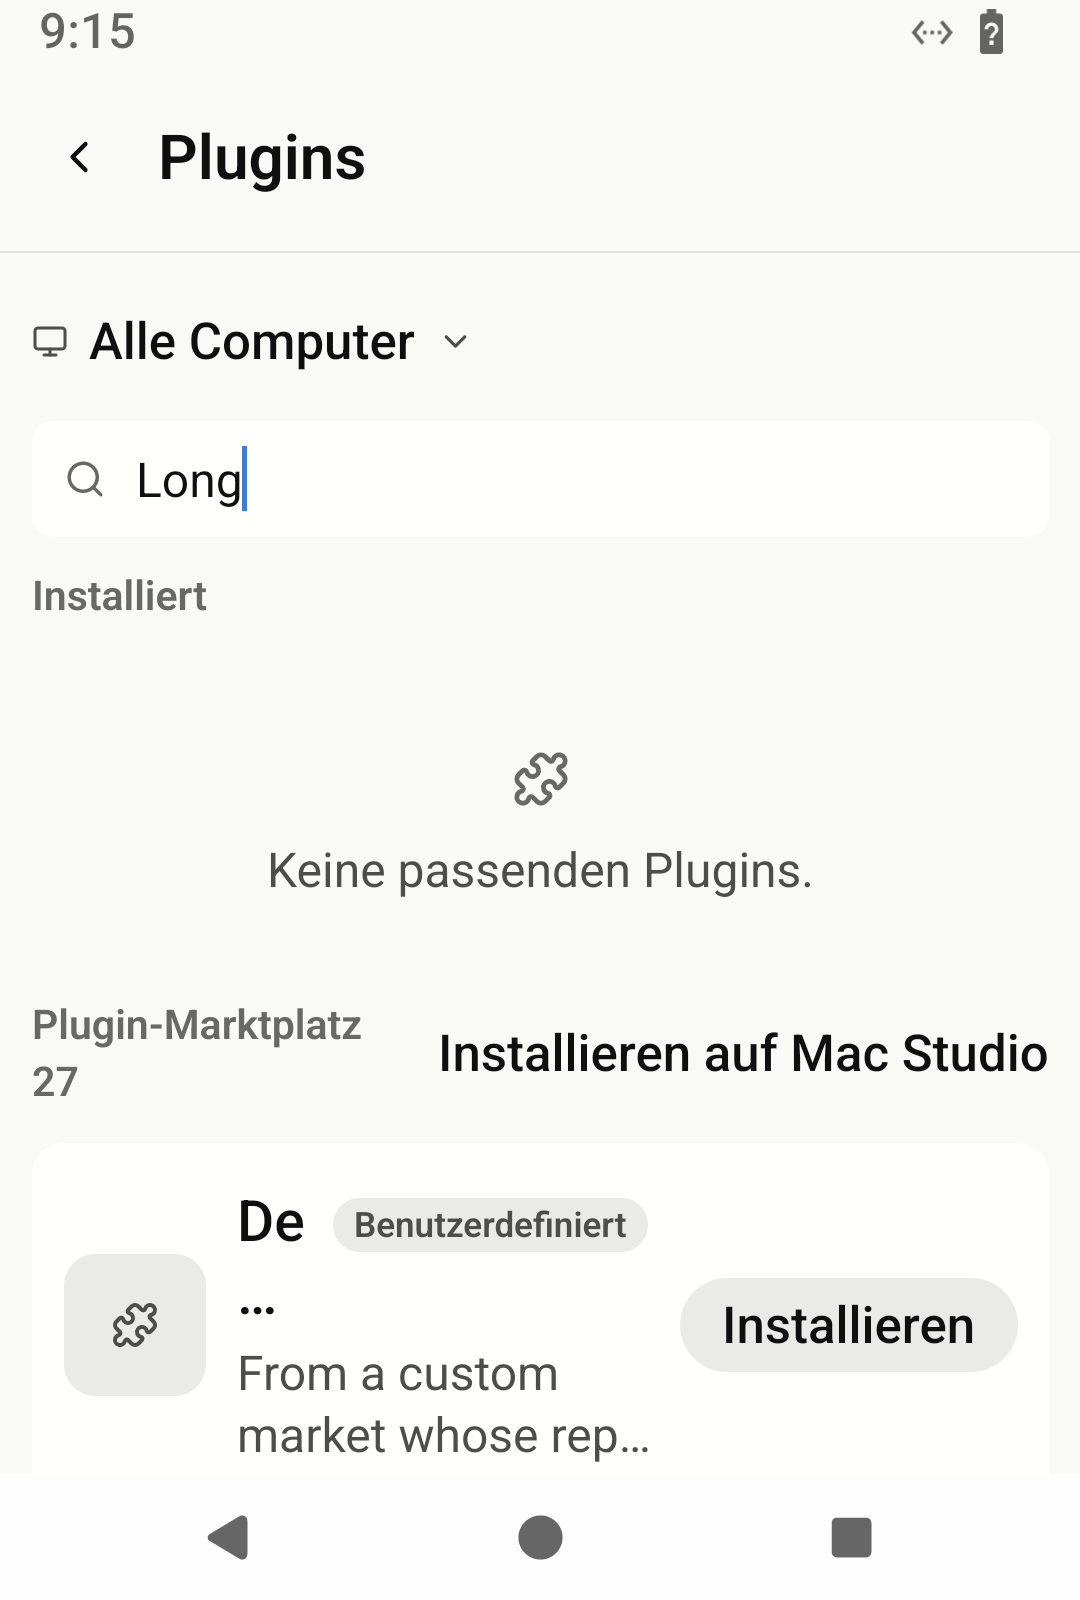 9:15
Plugins
Alle Computer
Long
Installiert
Keine passenden Plugins.
Plugin-Marktplatz
27
Installieren auf Mac Studio
De
...
Benutzerdefiniert
From a custom
market whose rep...
Installieren